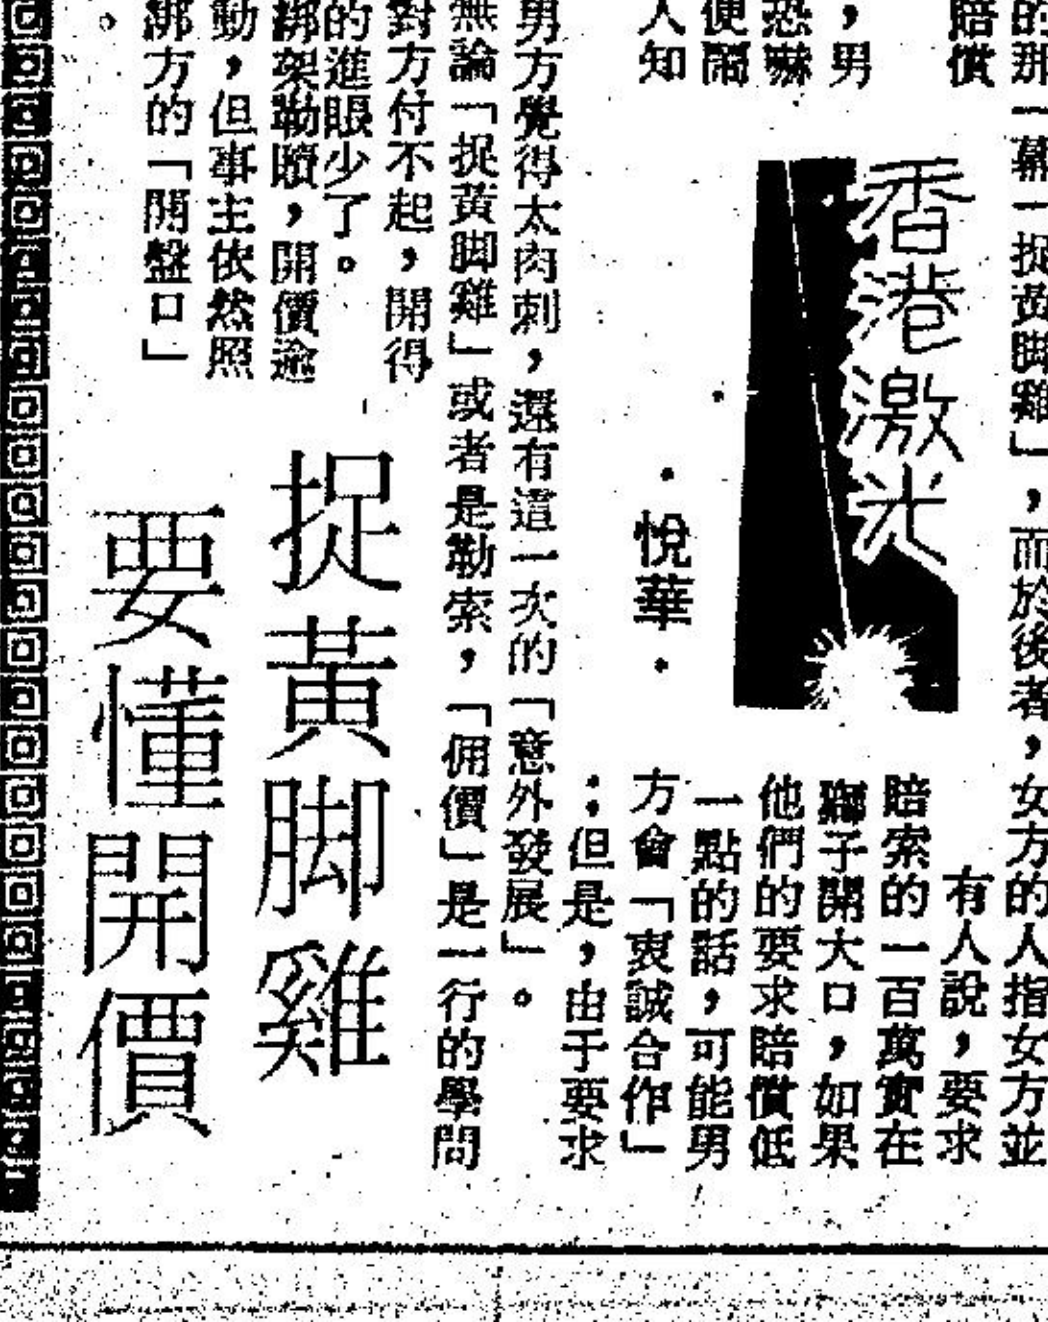 香港激光
・悅華・
捉黃脚雞
要懂開價
的那一幕「捉黃脚雞」，而於後者，女方的人指女方並
賠償
有人說，要求
賠索的一百萬實在
，男
獅子開大口，如果
恐嚇
他們的要求賠償低
便鬧
一點的話，可能男
人知
方會「衷誠合作」
：但是，由于要求
男方覺得太肉刺，還有這一次的「意外發展」。
無論「捉黃脚雞」或者是勒索，「佣價」是一行的學問
對方付不起，開得
的進賬少了。
綁架勒贖，開價逾
動，但事主依然照
綁方的「開盤口」
。